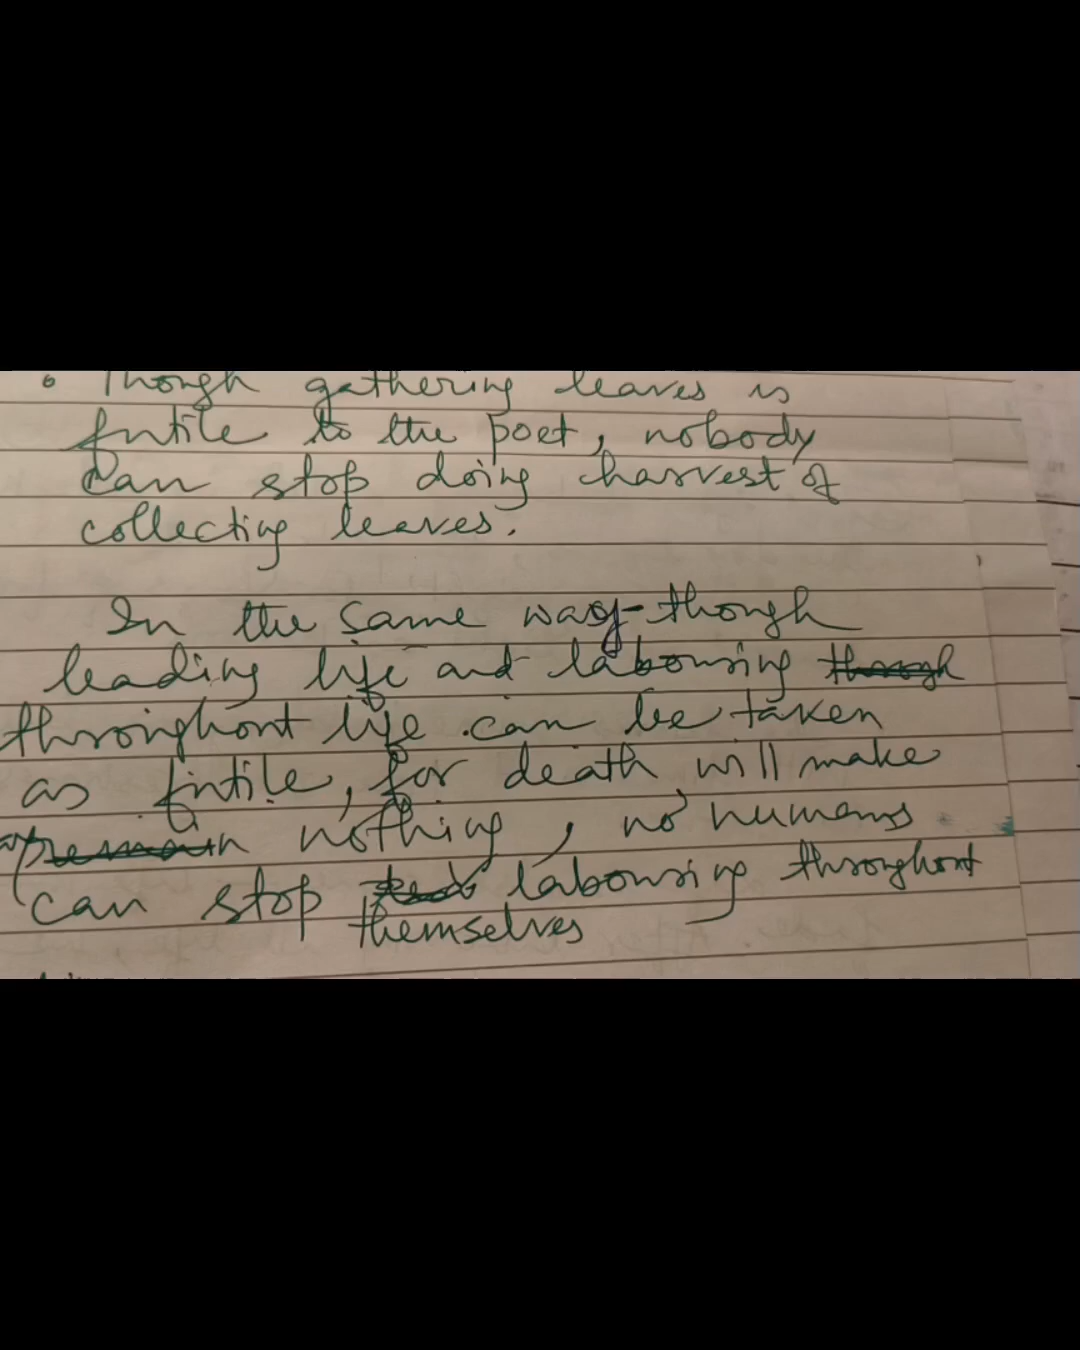 • Though gathering leaves is
futile to the poet, nobody
can stop doing harvest of
collecting leaves.
In the same way-though
leading life and labouring though
throughout life can be taken
as futile, for death will make
nothing, no humans
can stop labouring throughout
themselves